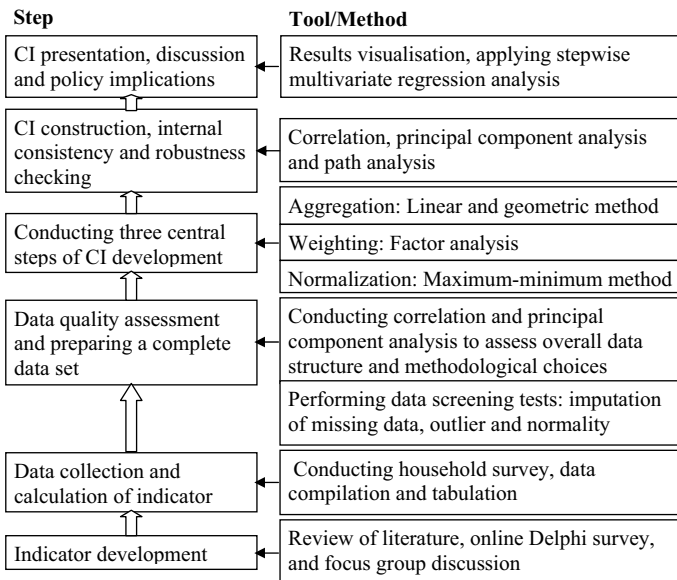 Step
Tool/Method
CI presentation, discussion
and policy implications
Results visualisation, applying stepwise
multivariate regression analysis
CI construction, internal
consistency and robustness
checking
Correlation, principal component analysis
and path analysis
Conducting three central
steps of CI development
Aggregation: Linear and geometric method
Weighting: Factor analysis
Normalization: Maximum-minimum method
Data quality assessment
and preparing a complete
data set
Conducting correlation and principal
component analysis to assess overall data
structure and methodological choices
Performing data screening tests: imputation
of missing data, outlier and normality
Data collection and
calculation of indicator
Conducting household survey, data
compilation and tabulation
Indicator development
Review of literature, online Delphi survey,
and focus group discussion